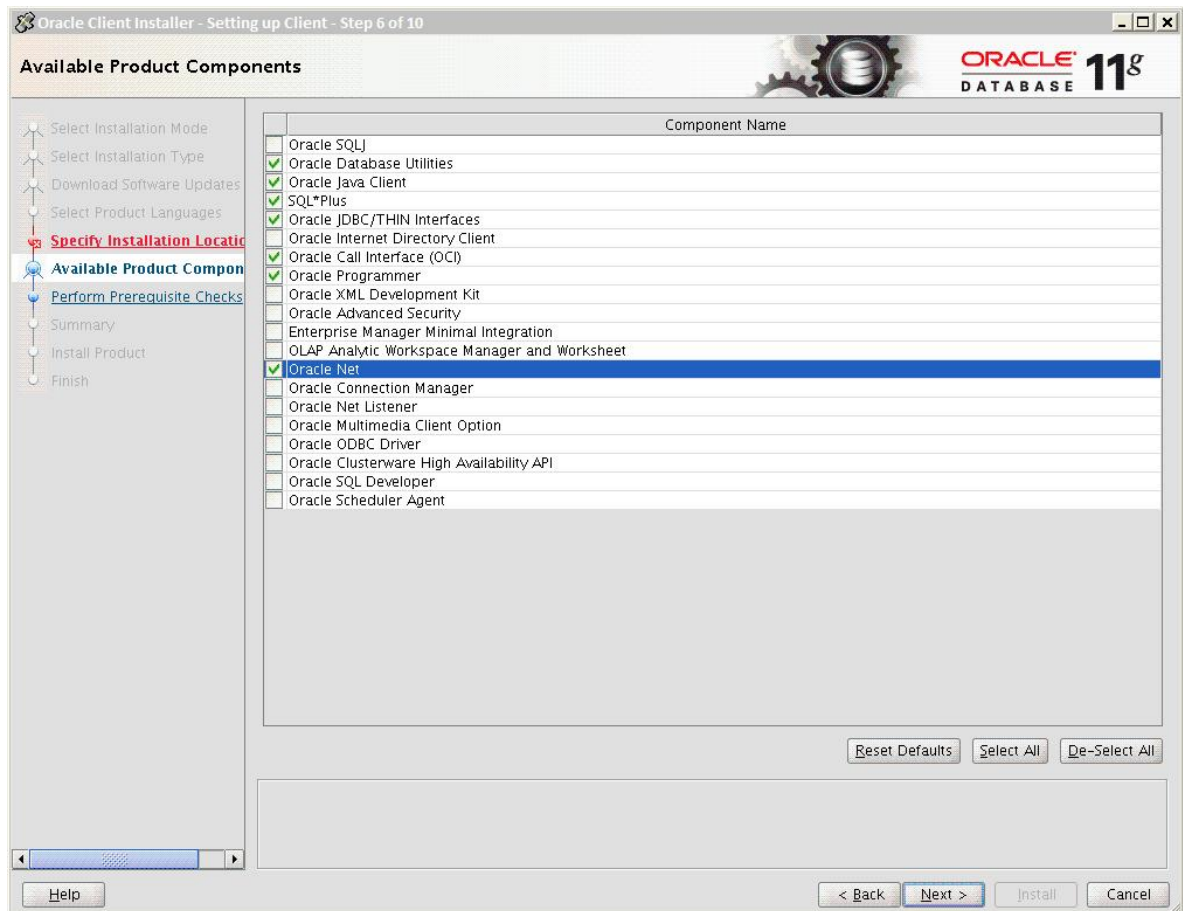 Oracle Client Installer - Setting up Client - Step 6 of 10
Available Product Components
ORACLE
DATABASE
11g
Select Installation Mode
Select Installation Type
Download Software Updates
Select Product Languages
Specify Installation Locatic
Available Product Compon
Perform Prerequisite Checks
Summary
Install Product
Finish
Component Name
Oracle SQLJ
Oracle Database Utilities
Oracle Java Client
SQL*Plus
Oracle JDBC/THIN Interfaces
Oracle Internet Directory Client
Oracle Call Interface (OCI)
Oracle Programmer
Oracle XML Development Kit
Oracle Advanced Security
Enterprise Manager Minimal Integration
OLAP Analytic Workspace Manager and Worksheet
Oracle Net
Oracle Connection Manager
Oracle Net Listener
Oracle Multimedia Client Option
Oracle ODBC Driver
Oracle Clusterware High Availability API
Oracle SQL Developer
Oracle Scheduler Agent
Reset Defaults Select All De-Select All
Help < Back Next > Install Cancel